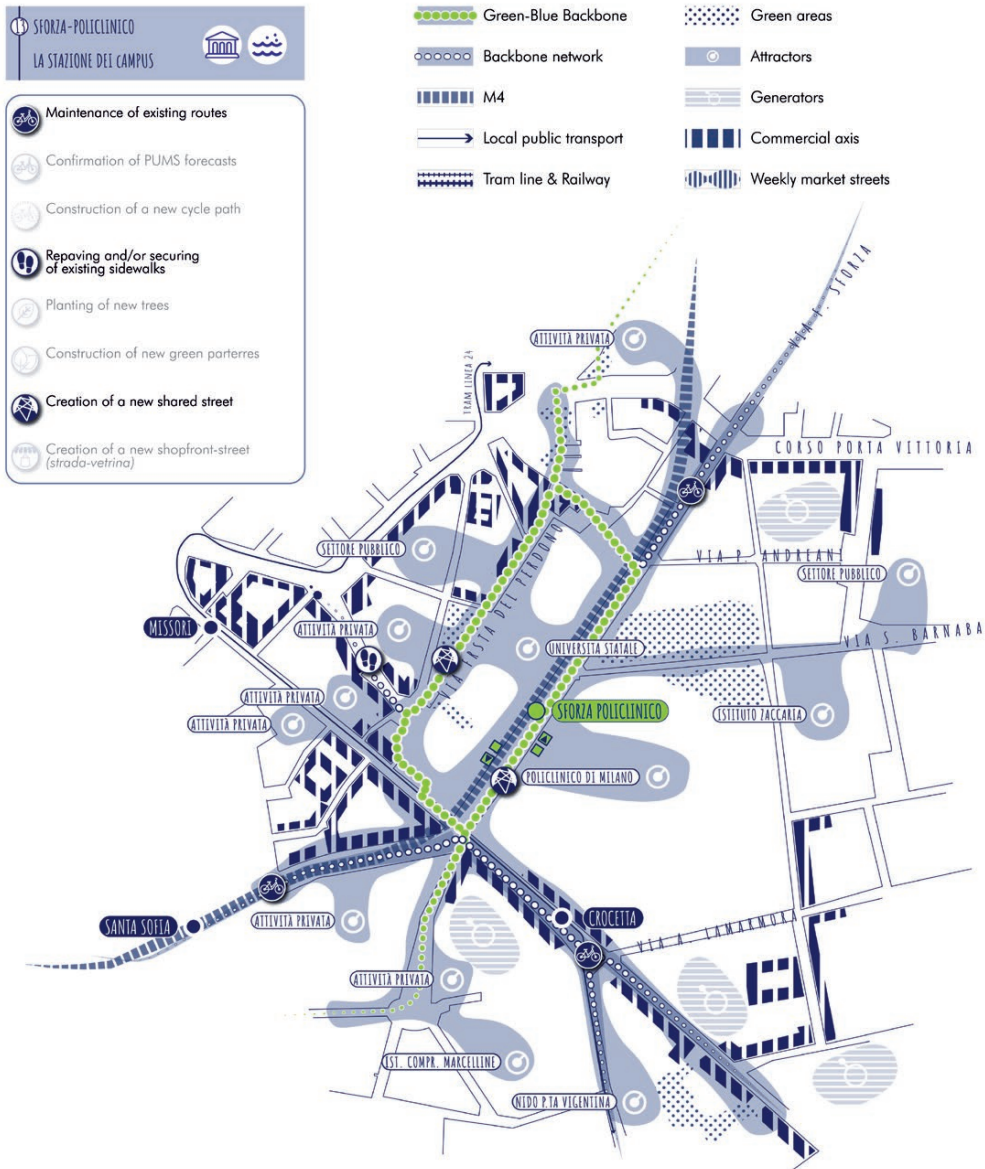 13 SFORZA-POLICLINICO
LA STAZIONE DEI CAMPUS
Maintenance of existing routes
Confirmation of PUMS forecasts
Construction of a new cycle path
Repaving and/or securing
of existing sidewalks
Planting of new trees
Construction of new green parterres
Creation of a new shared street
Creation of a new shopfront-street
(strada-vetrina)
Green-Blue Backbone
Backbone network
M4
Local public transport
Tram line & Railway
Green areas
Attractors
Generators
Commercial axis
Weekly market streets
VIA F. SFORZA
ATTIVITÀ PRIVATA
TRAM LINEA 24
CORSO PORTA VITTORIA
SETTORE PUBBLICO
VIA P. ANDREANI
SETTORE PUBBLICO
MISSORI
ATTIVITÀ PRIVATA
FESTA DEL PERDONO
UNIVERSITA STATALE
VIA S. BARNABA
ATTIVITÀ PRIVATA
ATTIVITÀ PRIVATA
SFORZA POLICLINICO
ISTITUTO ZACCARIA
POLICLINICO DI MILANO
SANTA SOFIA
ATTIVITÀ PRIVATA
CROCETTA
VIA A. LAMARMORA
ATTIVITÀ PRIVATA
IST. COMPR. MARCELLINE
NIDO P.TA VIGENTINA